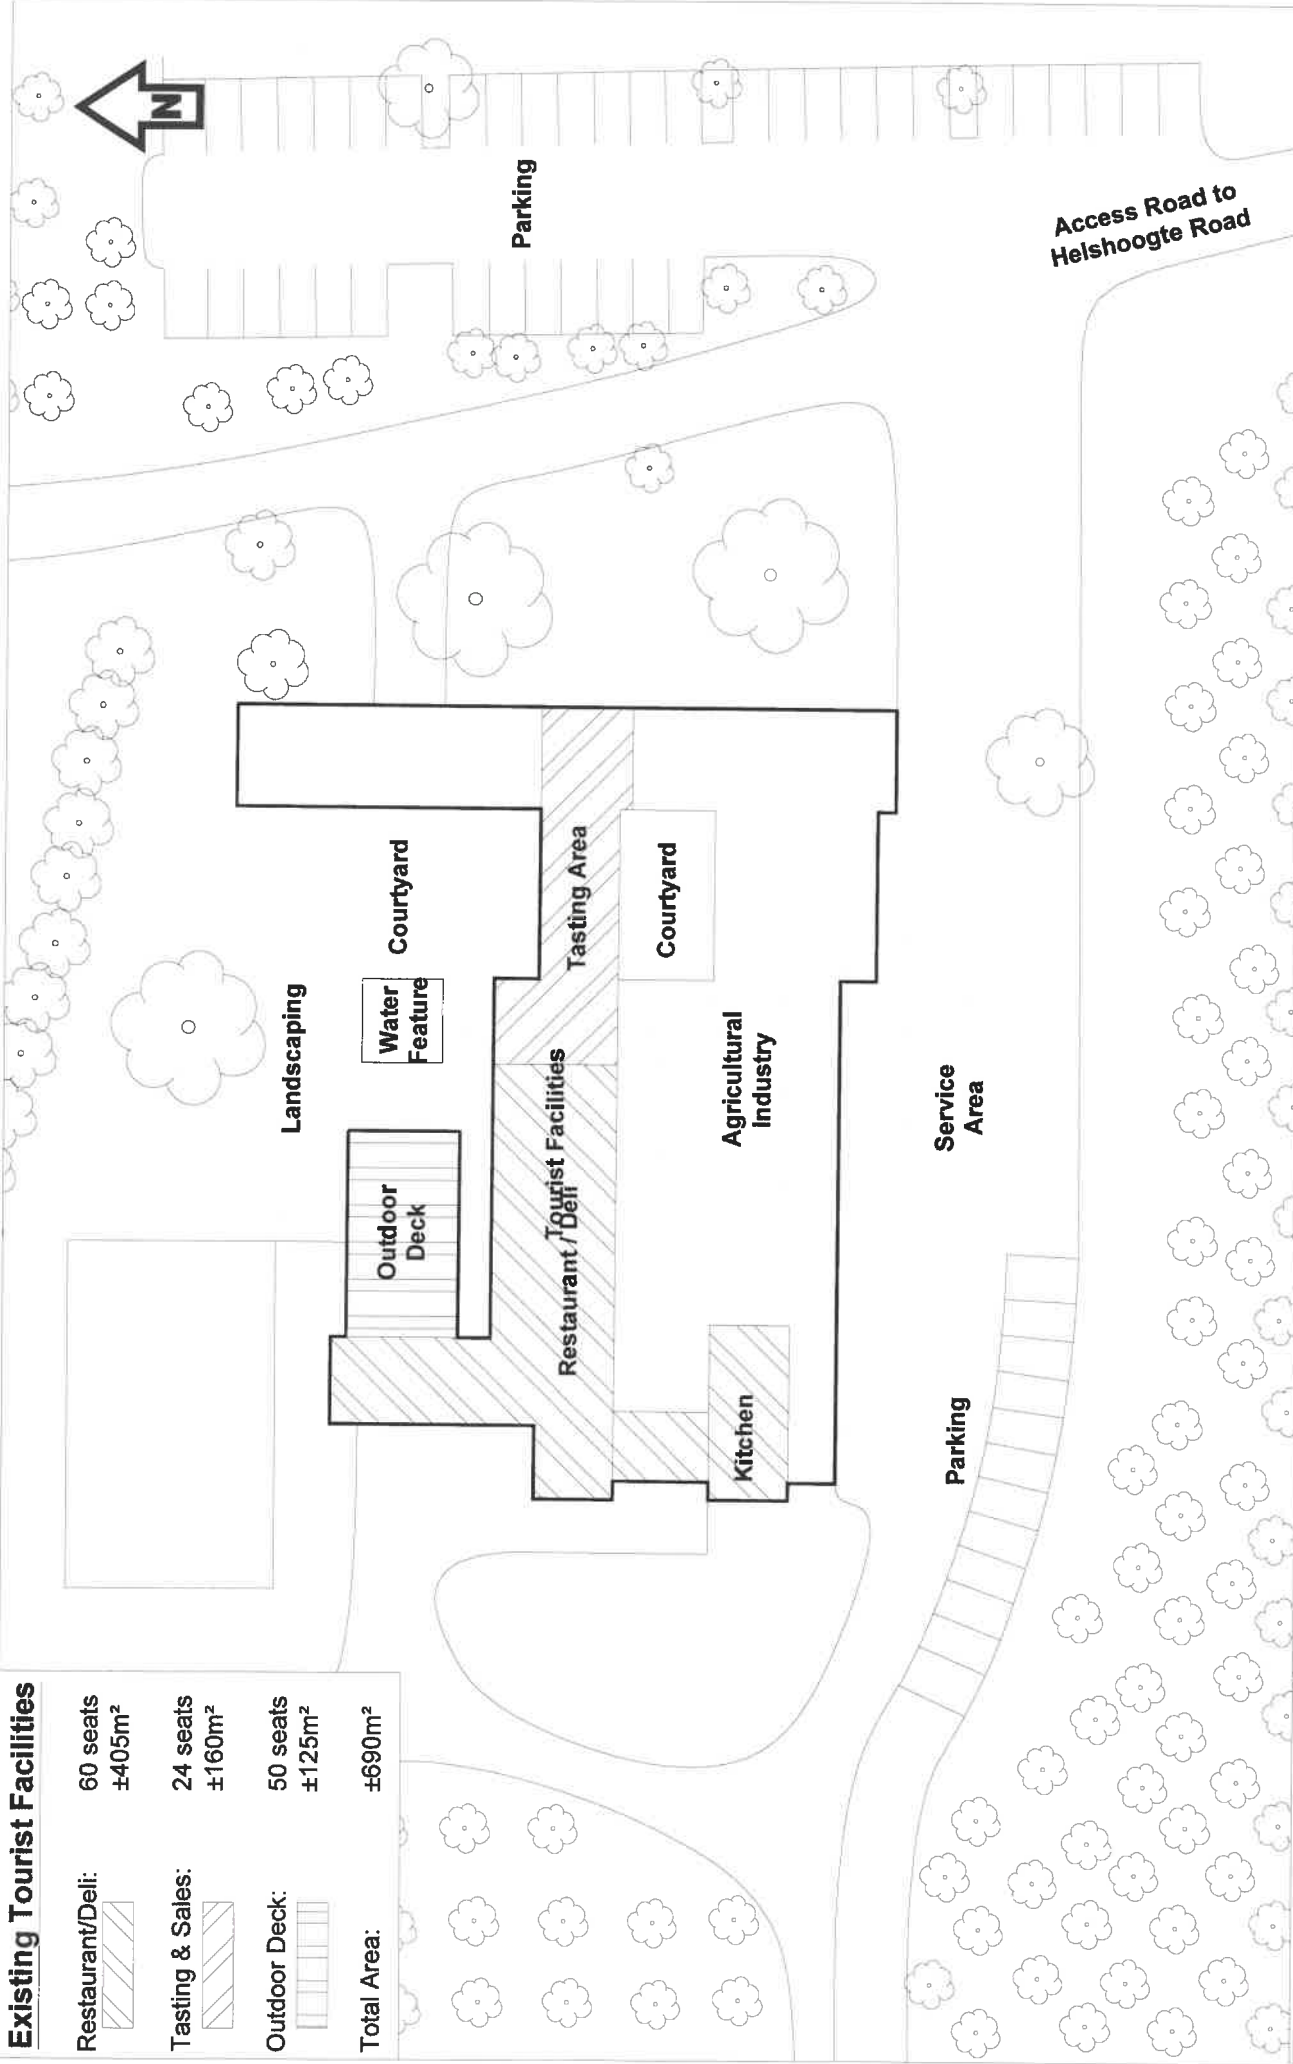 Existing Tourist Facilities
Restaurant/Deli: 60 seats
±405m²
Tasting & Sales: 24 seats
±160m²
Outdoor Deck: 50 seats
±125m²
Total Area: ±690m²
Landscaping
Outdoor
Deck
Water
Feature
Courtyard
Tourist Facilities
Restaurant / Deli
Tasting Area
Courtyard
Kitchen
Agricultural
Industry
Parking
Service
Area
Parking
Access Road to
Helshoogte Road
N